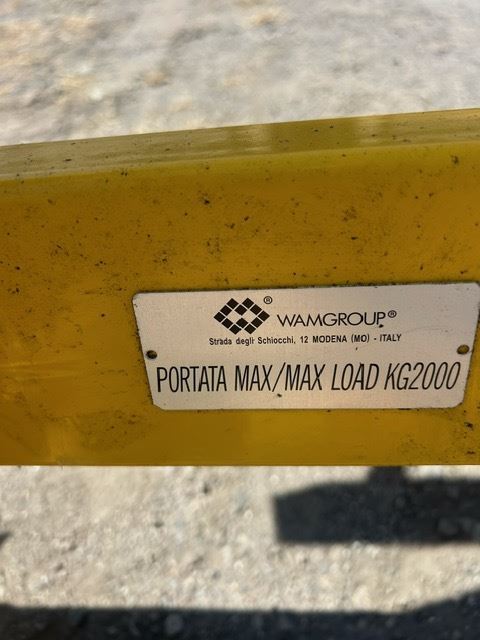 WAMGROUP®
Strada degli Schiocchi, 12 MODENA (MO) - ITALY
PORTATA MAX/MAX LOAD KG2000